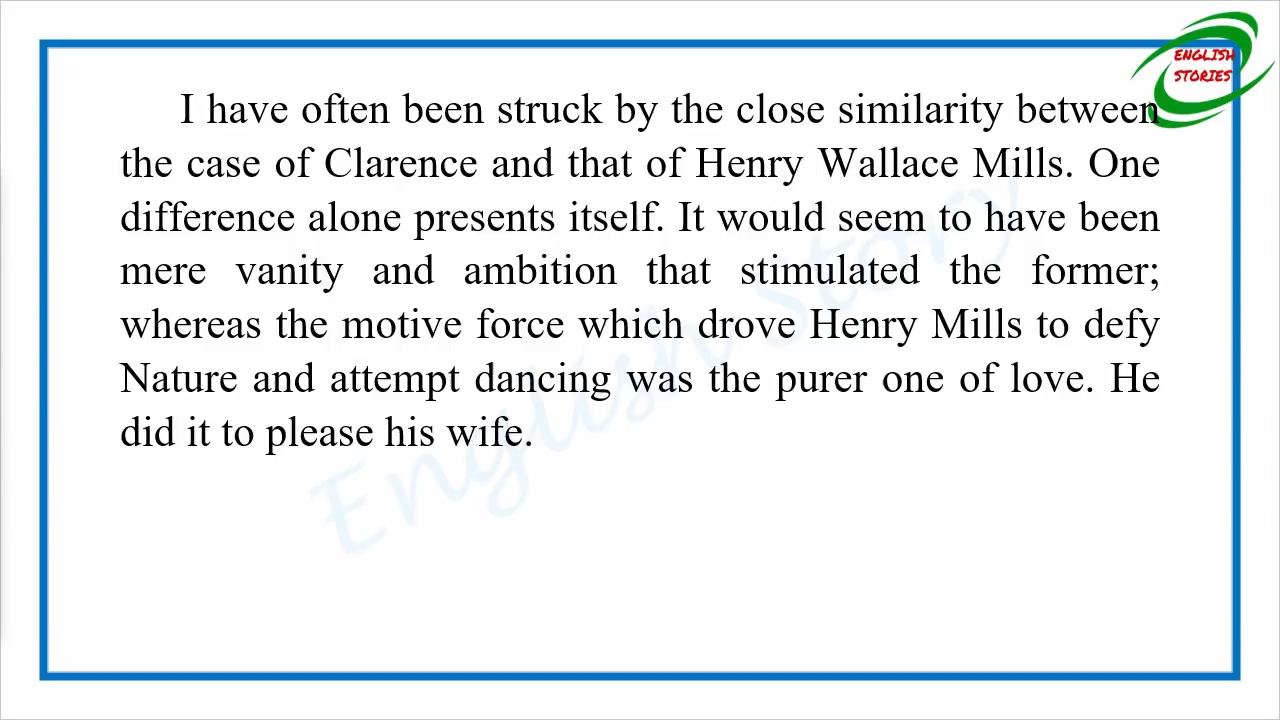 ENGLISH
STORIES
I have often been struck by the close similarity between
the case of Clarence and that of Henry Wallace Mills. One
difference alone presents itself. It would seem to have been
mere vanity and ambition that stimulated the former;
whereas the motive force which drove Henry Mills to defy
Nature and attempt dancing was the purer one of love. He
did it to please his wife.
English Story